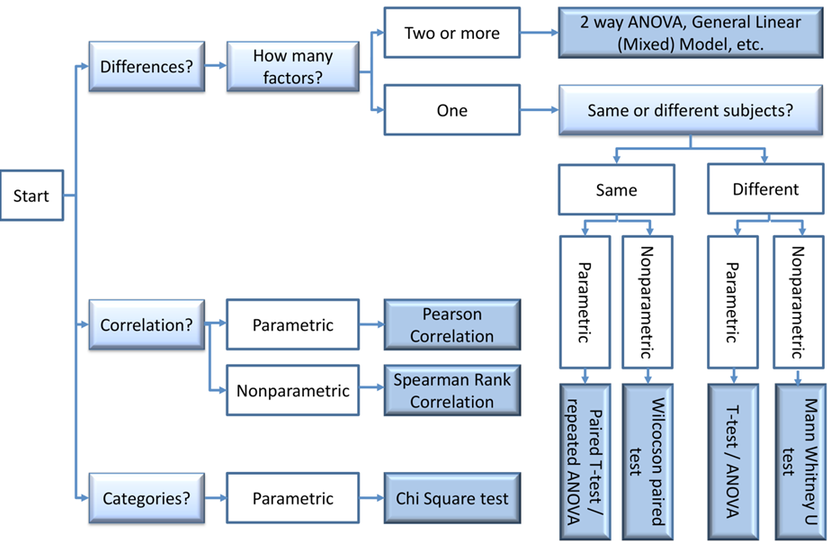 Start
Differences?
How many
factors?
Two or more
2 way ANOVA, General Linear
(Mixed) Model, etc.
One
Same or different subjects?
Same
Different
Parametric
Nonparametric
Parametric
Nonparametric
Paired T-test /
repeated ANOVA
Wilcocson paired
test
T-test / ANOVA
Mann Whitney U
test
Correlation?
Parametric
Pearson
Correlation
Nonparametric
Spearman Rank
Correlation
Categories?
Parametric
Chi Square test